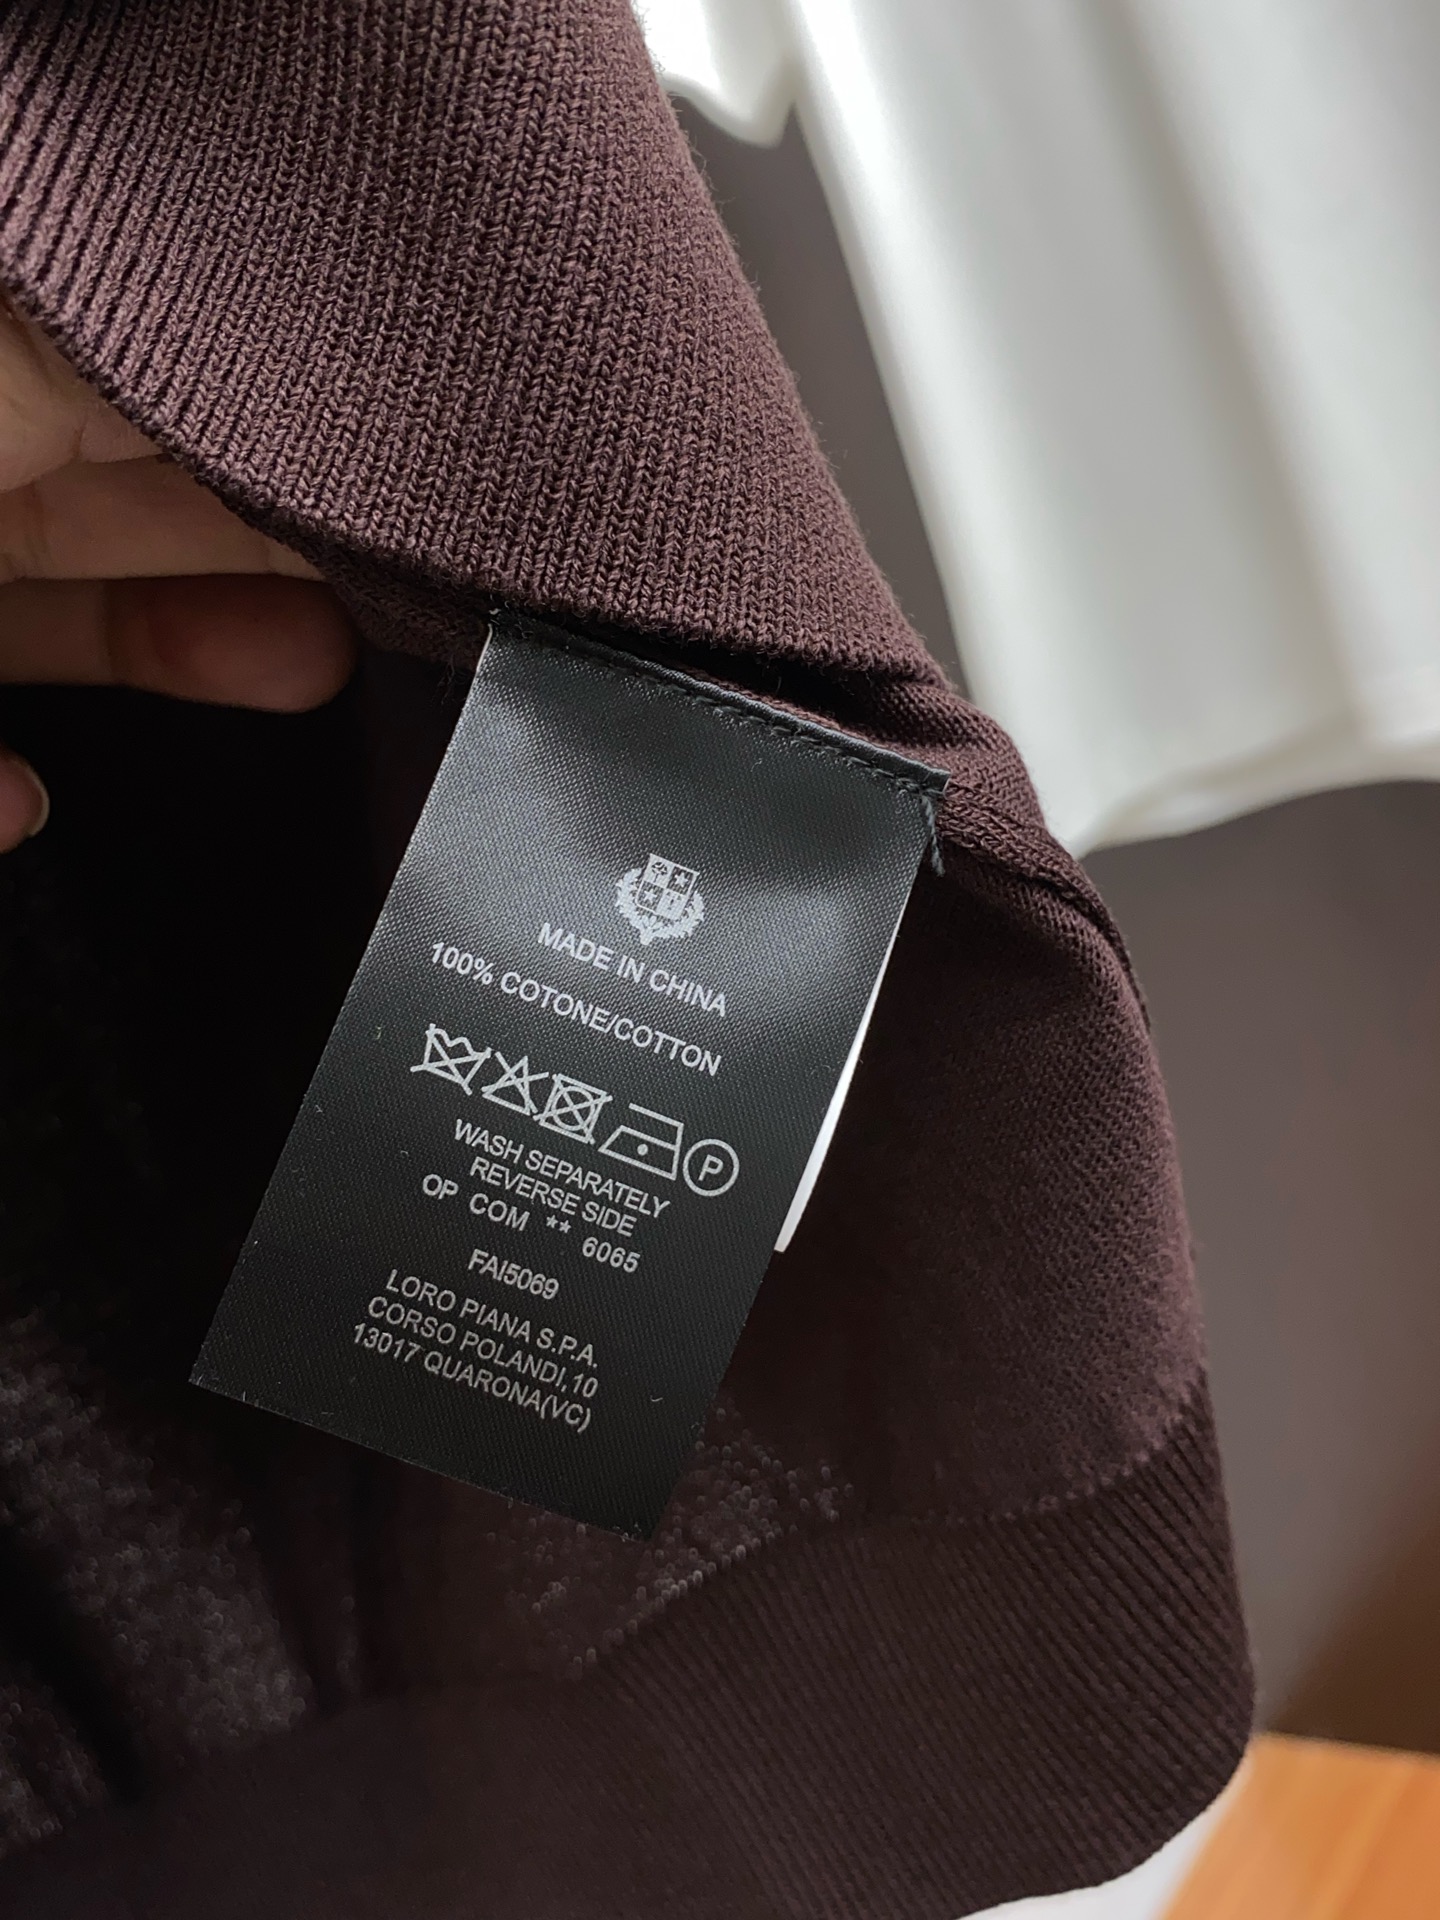 MADE IN CHINA
100% COTONE/COTTON
P
WASH SEPARATELY
REVERSE SIDE
OP COM ** 6065
FAI5069
LORO PIANA S.P.A.
CORSO POLANDI,10
13017 QUARONA(VC)